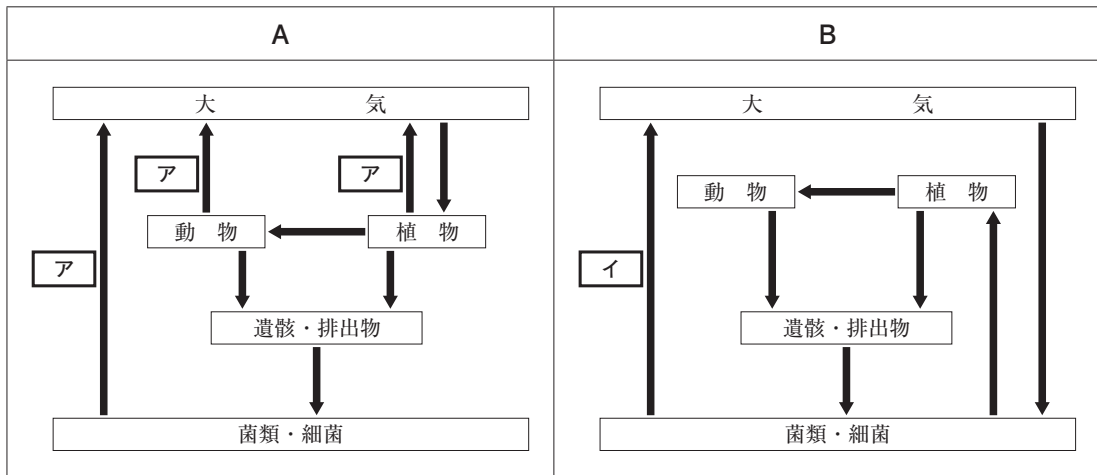 A
B
大 気
ア
ア
動 物
植 物
ア
遺骸・排出物
菌類・細菌
大 気
動 物
植 物
イ
遺骸・排出物
菌類・細菌